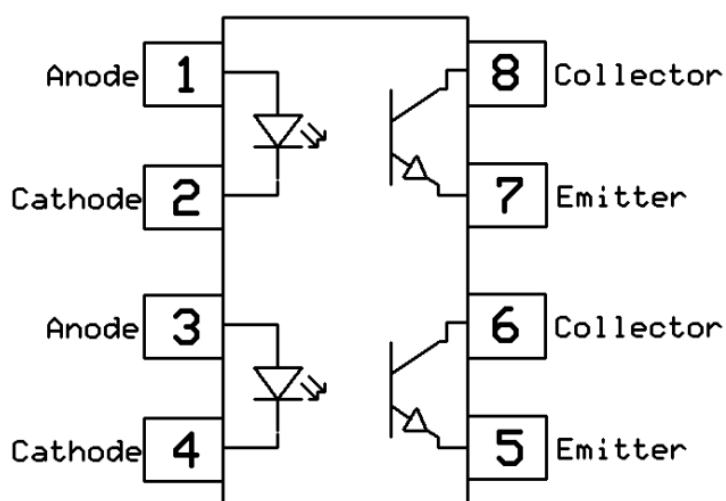 Anode 1 8 Collector
Cathode 2 7 Emitter
Anode 3 6 Collector
Cathode 4 5 Emitter